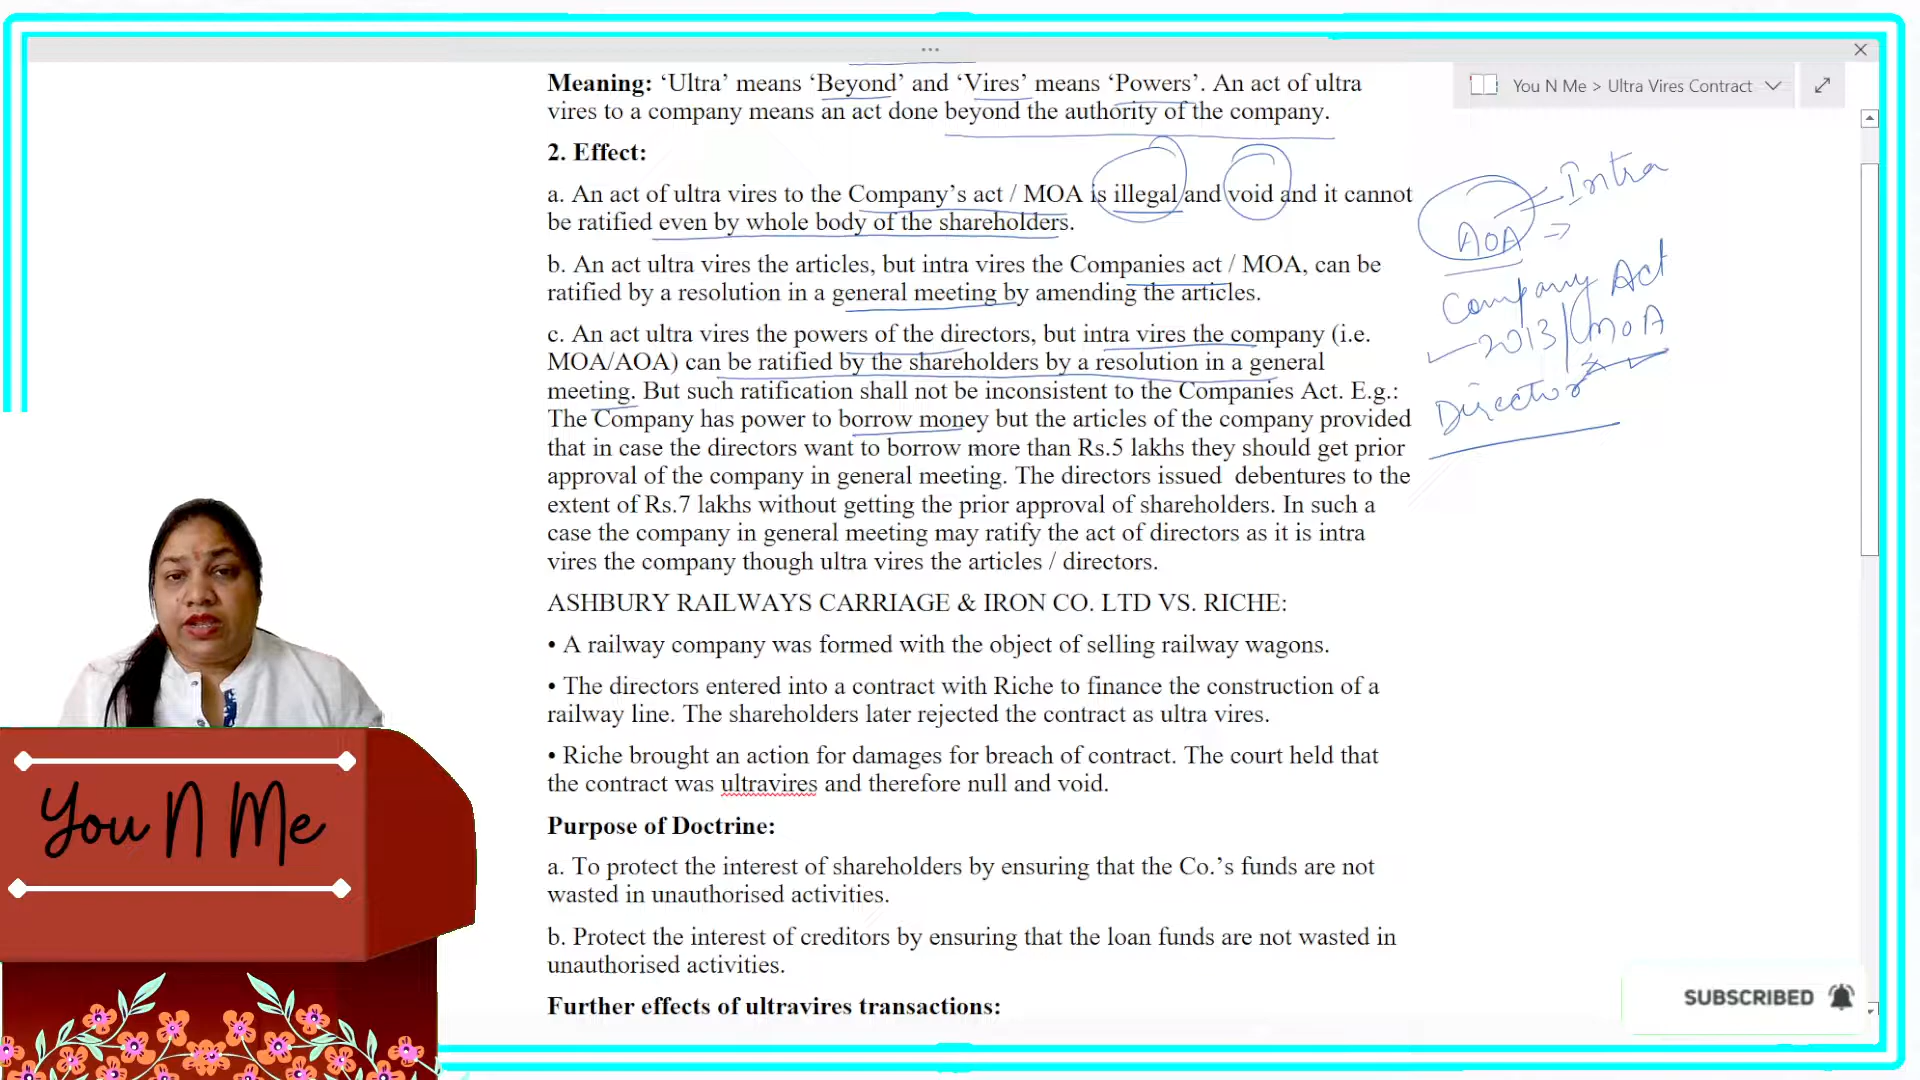 ...
You N Me > Ultra Vires Contract
Meaning: ‘Ultra’ means ‘Beyond’ and ‘Vires’ means ‘Powers’. An act of ultra
vires to a company means an act done beyond the authority of the company.
2. Effect:
a. An act of ultra vires to the Company’s act / MOA is illegal and void and it cannot
be ratified even by whole body of the shareholders.
b. An act ultra vires the articles, but intra vires the Companies act / MOA, can be
ratified by a resolution in a general meeting by amending the articles.
c. An act ultra vires the powers of the directors, but intra vires the company (i.e.
MOA/AOA) can be ratified by the shareholders by a resolution in a general
meeting. But such ratification shall not be inconsistent to the Companies Act. E.g.:
The Company has power to borrow money but the articles of the company provided
that in case the directors want to borrow more than Rs.5 lakhs they should get prior
approval of the company in general meeting. The directors issued debentures to the
extent of Rs.7 lakhs without getting the prior approval of shareholders. In such a
case the company in general meeting may ratify the act of directors as it is intra
vires the company though ultra vires the articles / directors.
ASHBURY RAILWAYS CARRIAGE & IRON CO. LTD VS. RICHE:
• A railway company was formed with the object of selling railway wagons.
• The directors entered into a contract with Riche to finance the construction of a
railway line. The shareholders later rejected the contract as ultra vires.
• Riche brought an action for damages for breach of contract. The court held that
the contract was ultravires and therefore null and void.
Purpose of Doctrine:
a. To protect the interest of shareholders by ensuring that the Co.’s funds are not
wasted in unauthorised activities.
b. Protect the interest of creditors by ensuring that the loan funds are not wasted in
unauthorised activities.
Further effects of ultravires transactions:
Intra
AOA =>
Company Act
2013 / MOA
Director
You N Me
SUBSCRIBED